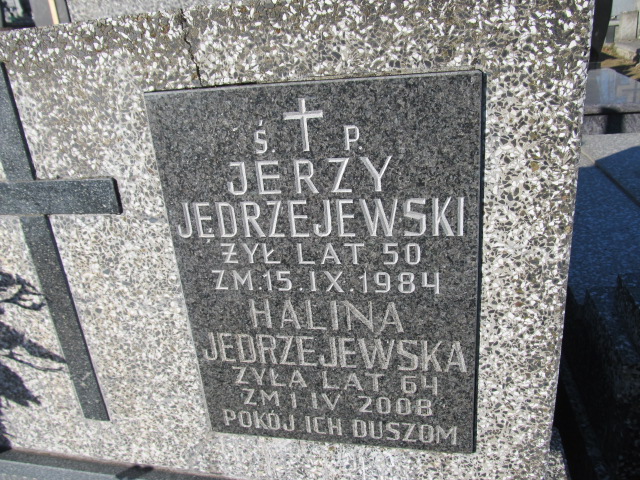 Ś. P.
JERZY
JĘDRZEJEWSKI
ŻYŁ LAT 50
ZM.15.IX.1984
HALINA
JĘDRZEJEWSKA
ŻYŁA LAT 64
ZM 1 IV 2008
POKÓJ ICH DUSZOM